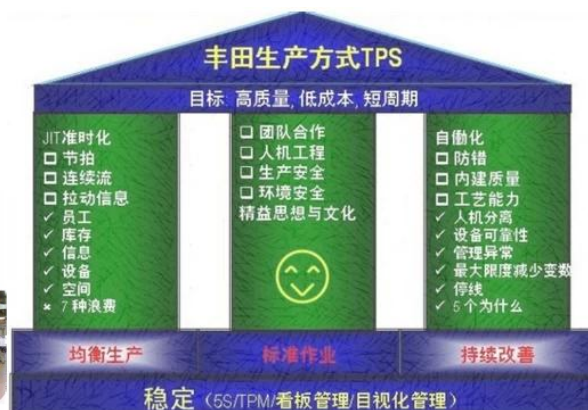 丰田生产方式TPS
目标: 高质量, 低成本, 短周期
JIT准时化
□ 节拍
□ 连续流
□ 拉动信息
✓ 员工
✓ 库存
✓ 信息
✓ 设备
✓ 空间
× 7 种浪费
□ 团队合作
□ 人机工程
□ 生产安全
□ 环境安全
精益思想与文化
自働化
□ 防错
□ 内建质量
□ 工艺能力
✓ 人机分离
✓ 设备可靠性
✓ 管理异常
✓ 最大限度减少变数
✓ 停线
✓ 5 个为什么
均衡生产
标准作业
持续改善
稳定（5S/TPM/看板管理/目视化管理）